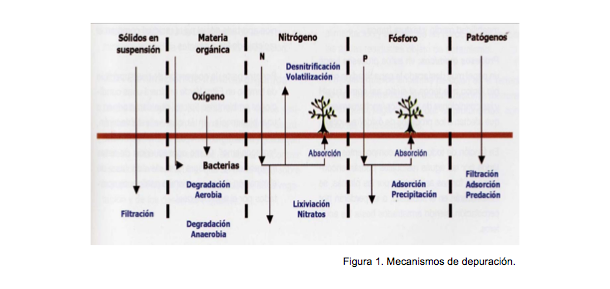 Sólidos en
suspensión
Materia
orgánica
Nitrógeno
Fósforo
Patógenos
N
Desnitrificación
Volatilización
P
Oxígeno
Bacterias
Absorción
Absorción
Degradación
Aerobia
Filtración
Degradación
Anaerobia
Lixiviación
Nitratos
Adsorción
Precipitación
Filtración
Adsorción
Predación
Figura 1. Mecanismos de depuración.